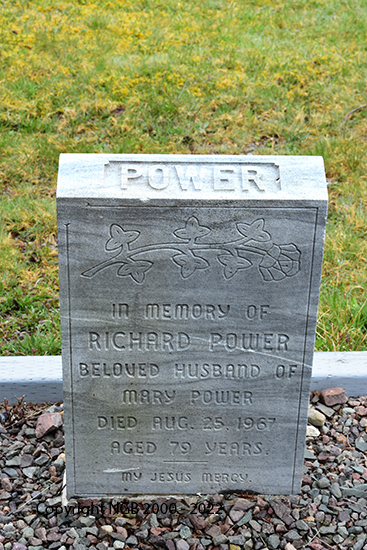 POWER
IN MEMORY OF
RICHARD POWER
BELOVED HUSBAND OF
MARY POWER
DIED AUG. 25, 1967
AGED 79 YEARS.
MY JESUS MERCY.
Copyright NGB 2000 - 2022